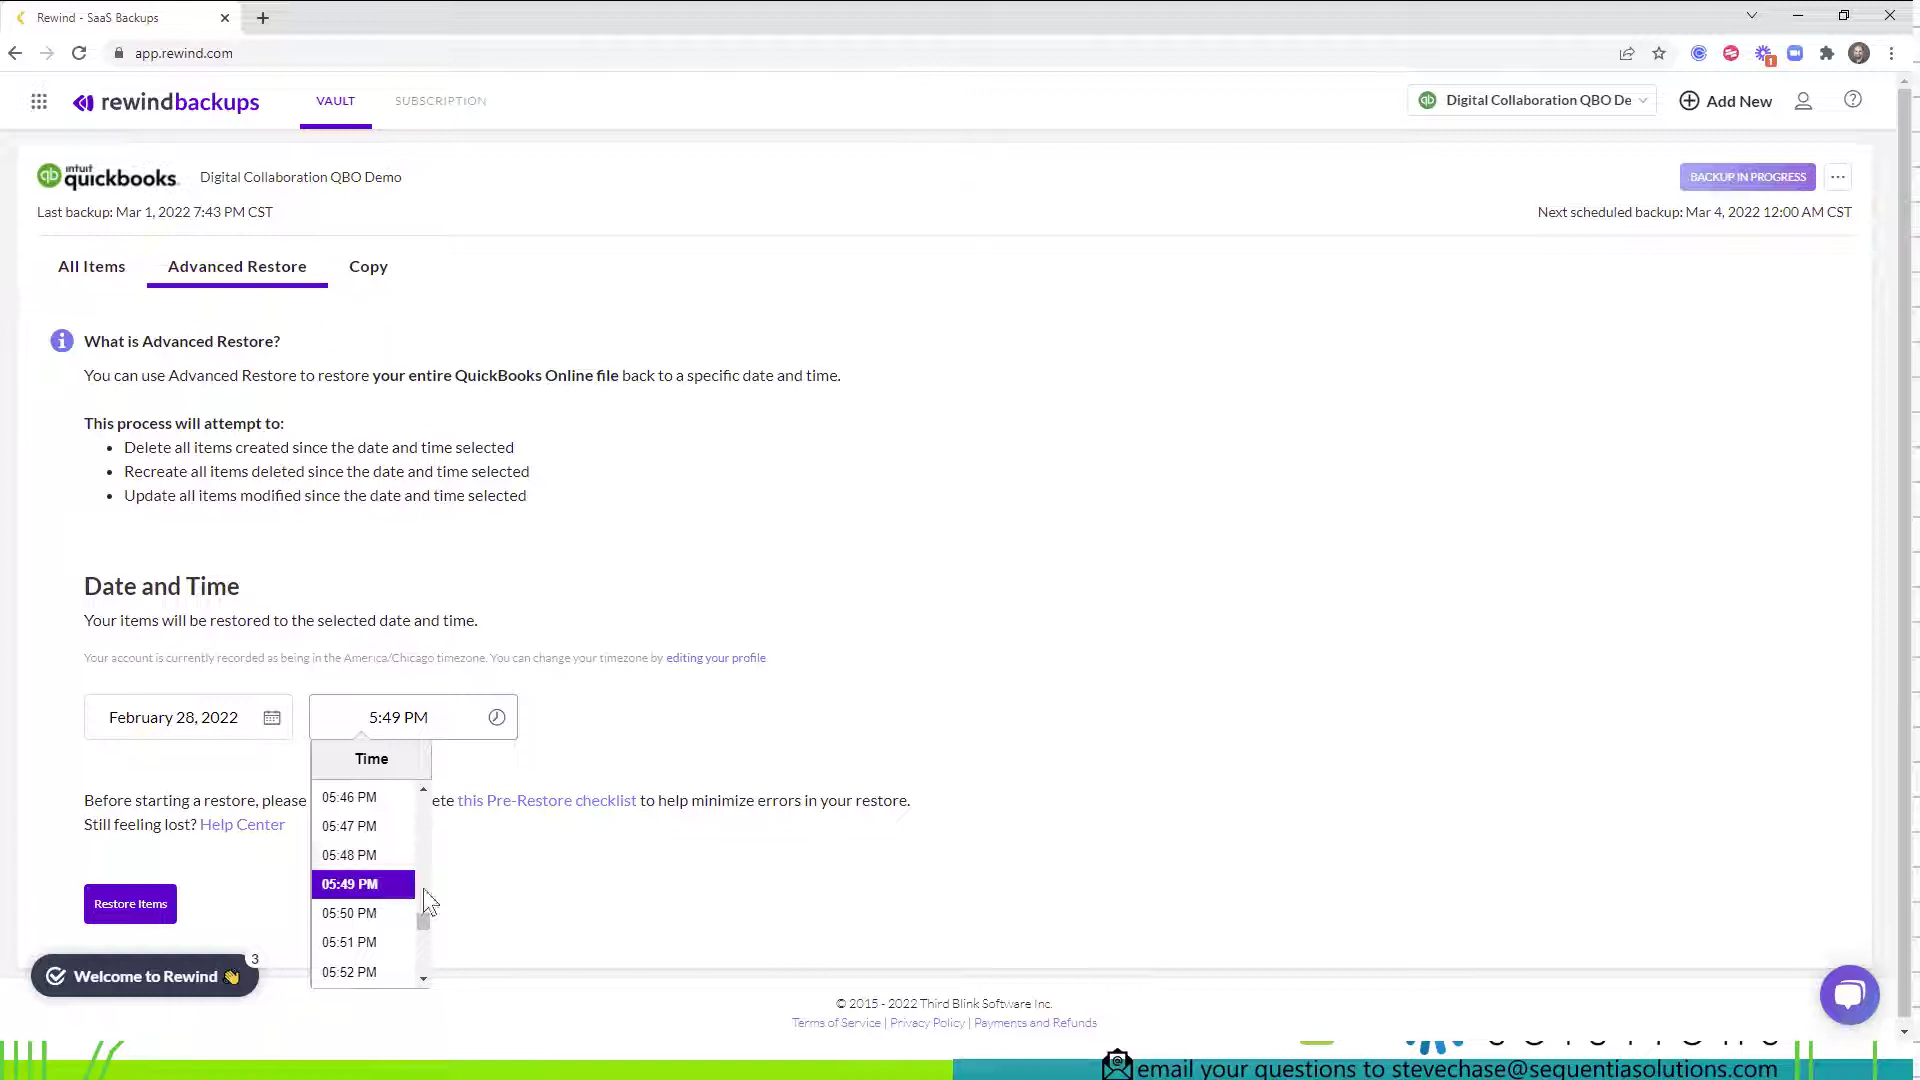 Rewind - SaaS Backups
app.rewind.com
1
rewindbackups
VAULT
SUBSCRIPTION
Digital Collaboration QBO De
Add New
intuit
quickbooks.
qb
Digital Collaboration QBO Demo
BACKUP IN PROGRESS
Last backup: Mar 1, 2022 7:43 PM CST
Next scheduled backup: Mar 4, 2022 12:00 AM CST
All Items
Advanced Restore
Copy
What is Advanced Restore?
You can use Advanced Restore to restore your entire QuickBooks Online file back to a specific date and time.
This process will attempt to:
• Delete all items created since the date and time selected
• Recreate all items deleted since the date and time selected
• Update all items modified since the date and time selected
Date and Time
Your items will be restored to the selected date and time.
Your account is currently recorded as being in the America/Chicago timezone. You can change your timezone by editing your profile
February 28, 2022
5:49 PM
Time
05:46 PM
05:47 PM
05:48 PM
05:49 PM
05:50 PM
05:51 PM
05:52 PM
Before starting a restore, please ete this Pre-Restore checklist to help minimize errors in your restore.
Still feeling lost? Help Center
Restore Items
Welcome to Rewind 👋
3
© 2015 - 2022 Third Blink Software Inc.
Terms of Service | Privacy Policy | Payments and Refunds
email your questions to stevechase@sequentiasolutions.com